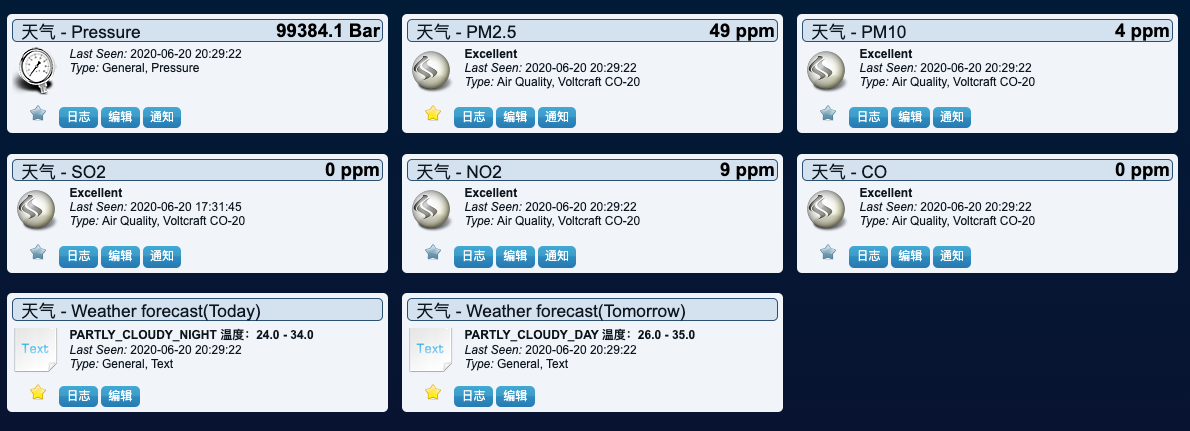 天气 - Pressure 99384.1 Bar
Last Seen: 2020-06-20 20:29:22
Type: General, Pressure
日志 编辑 通知
天气 - PM2.5 49 ppm
Excellent
Last Seen: 2020-06-20 20:29:22
Type: Air Quality, Voltcraft CO-20
日志 编辑 通知
天气 - PM10 4 ppm
Excellent
Last Seen: 2020-06-20 20:29:22
Type: Air Quality, Voltcraft CO-20
日志 编辑 通知
天气 - SO2 0 ppm
Excellent
Last Seen: 2020-06-20 17:31:45
Type: Air Quality, Voltcraft CO-20
日志 编辑 通知
天气 - NO2 9 ppm
Excellent
Last Seen: 2020-06-20 20:29:22
Type: Air Quality, Voltcraft CO-20
日志 编辑 通知
天气 - CO 0 ppm
Excellent
Last Seen: 2020-06-20 20:29:22
Type: Air Quality, Voltcraft CO-20
日志 编辑 通知
天气 - Weather forecast(Today)
Text
PARTLY_CLOUDY_NIGHT 温度：24.0 - 34.0
Last Seen: 2020-06-20 20:29:22
Type: General, Text
日志 编辑
天气 - Weather forecast(Tomorrow)
Text
PARTLY_CLOUDY_DAY 温度：26.0 - 35.0
Last Seen: 2020-06-20 20:29:22
Type: General, Text
日志 编辑